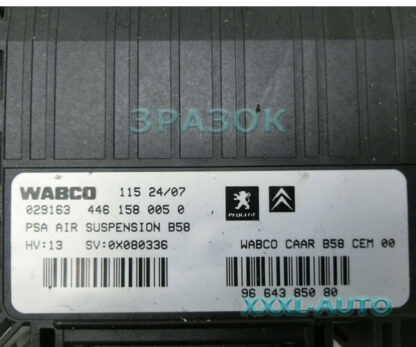 ЗРАЗОК
WABCO 115 24/07
029163 446 158 005 0
PEUGEOT
PSA AIR SUSPENSION B58
HV:13 SV:0X080336
WABCO CAAR B58 CEM 00
96 643 850 80
XXXL-AUTO